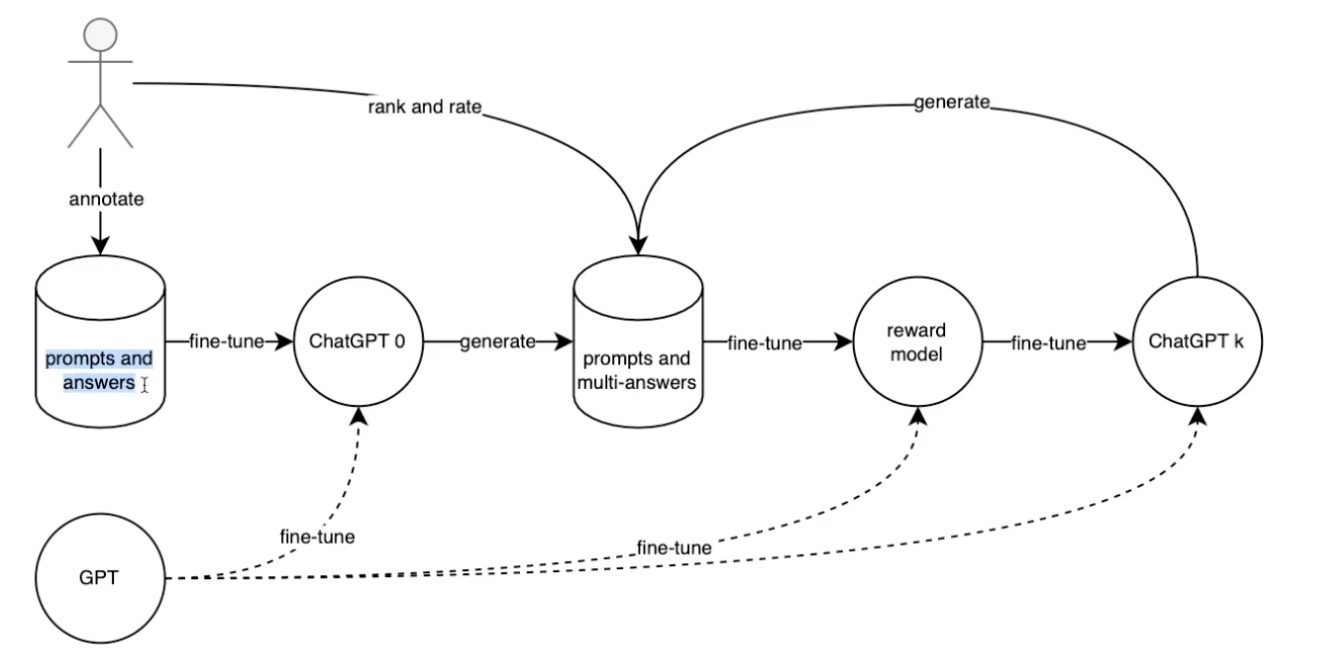 rank and rate
generate
annotate
prompts and
answers
fine-tune
ChatGPT 0
generate
prompts and
multi-answers
fine-tune
reward
model
fine-tune
ChatGPT k
fine-tune
fine-tune
GPT